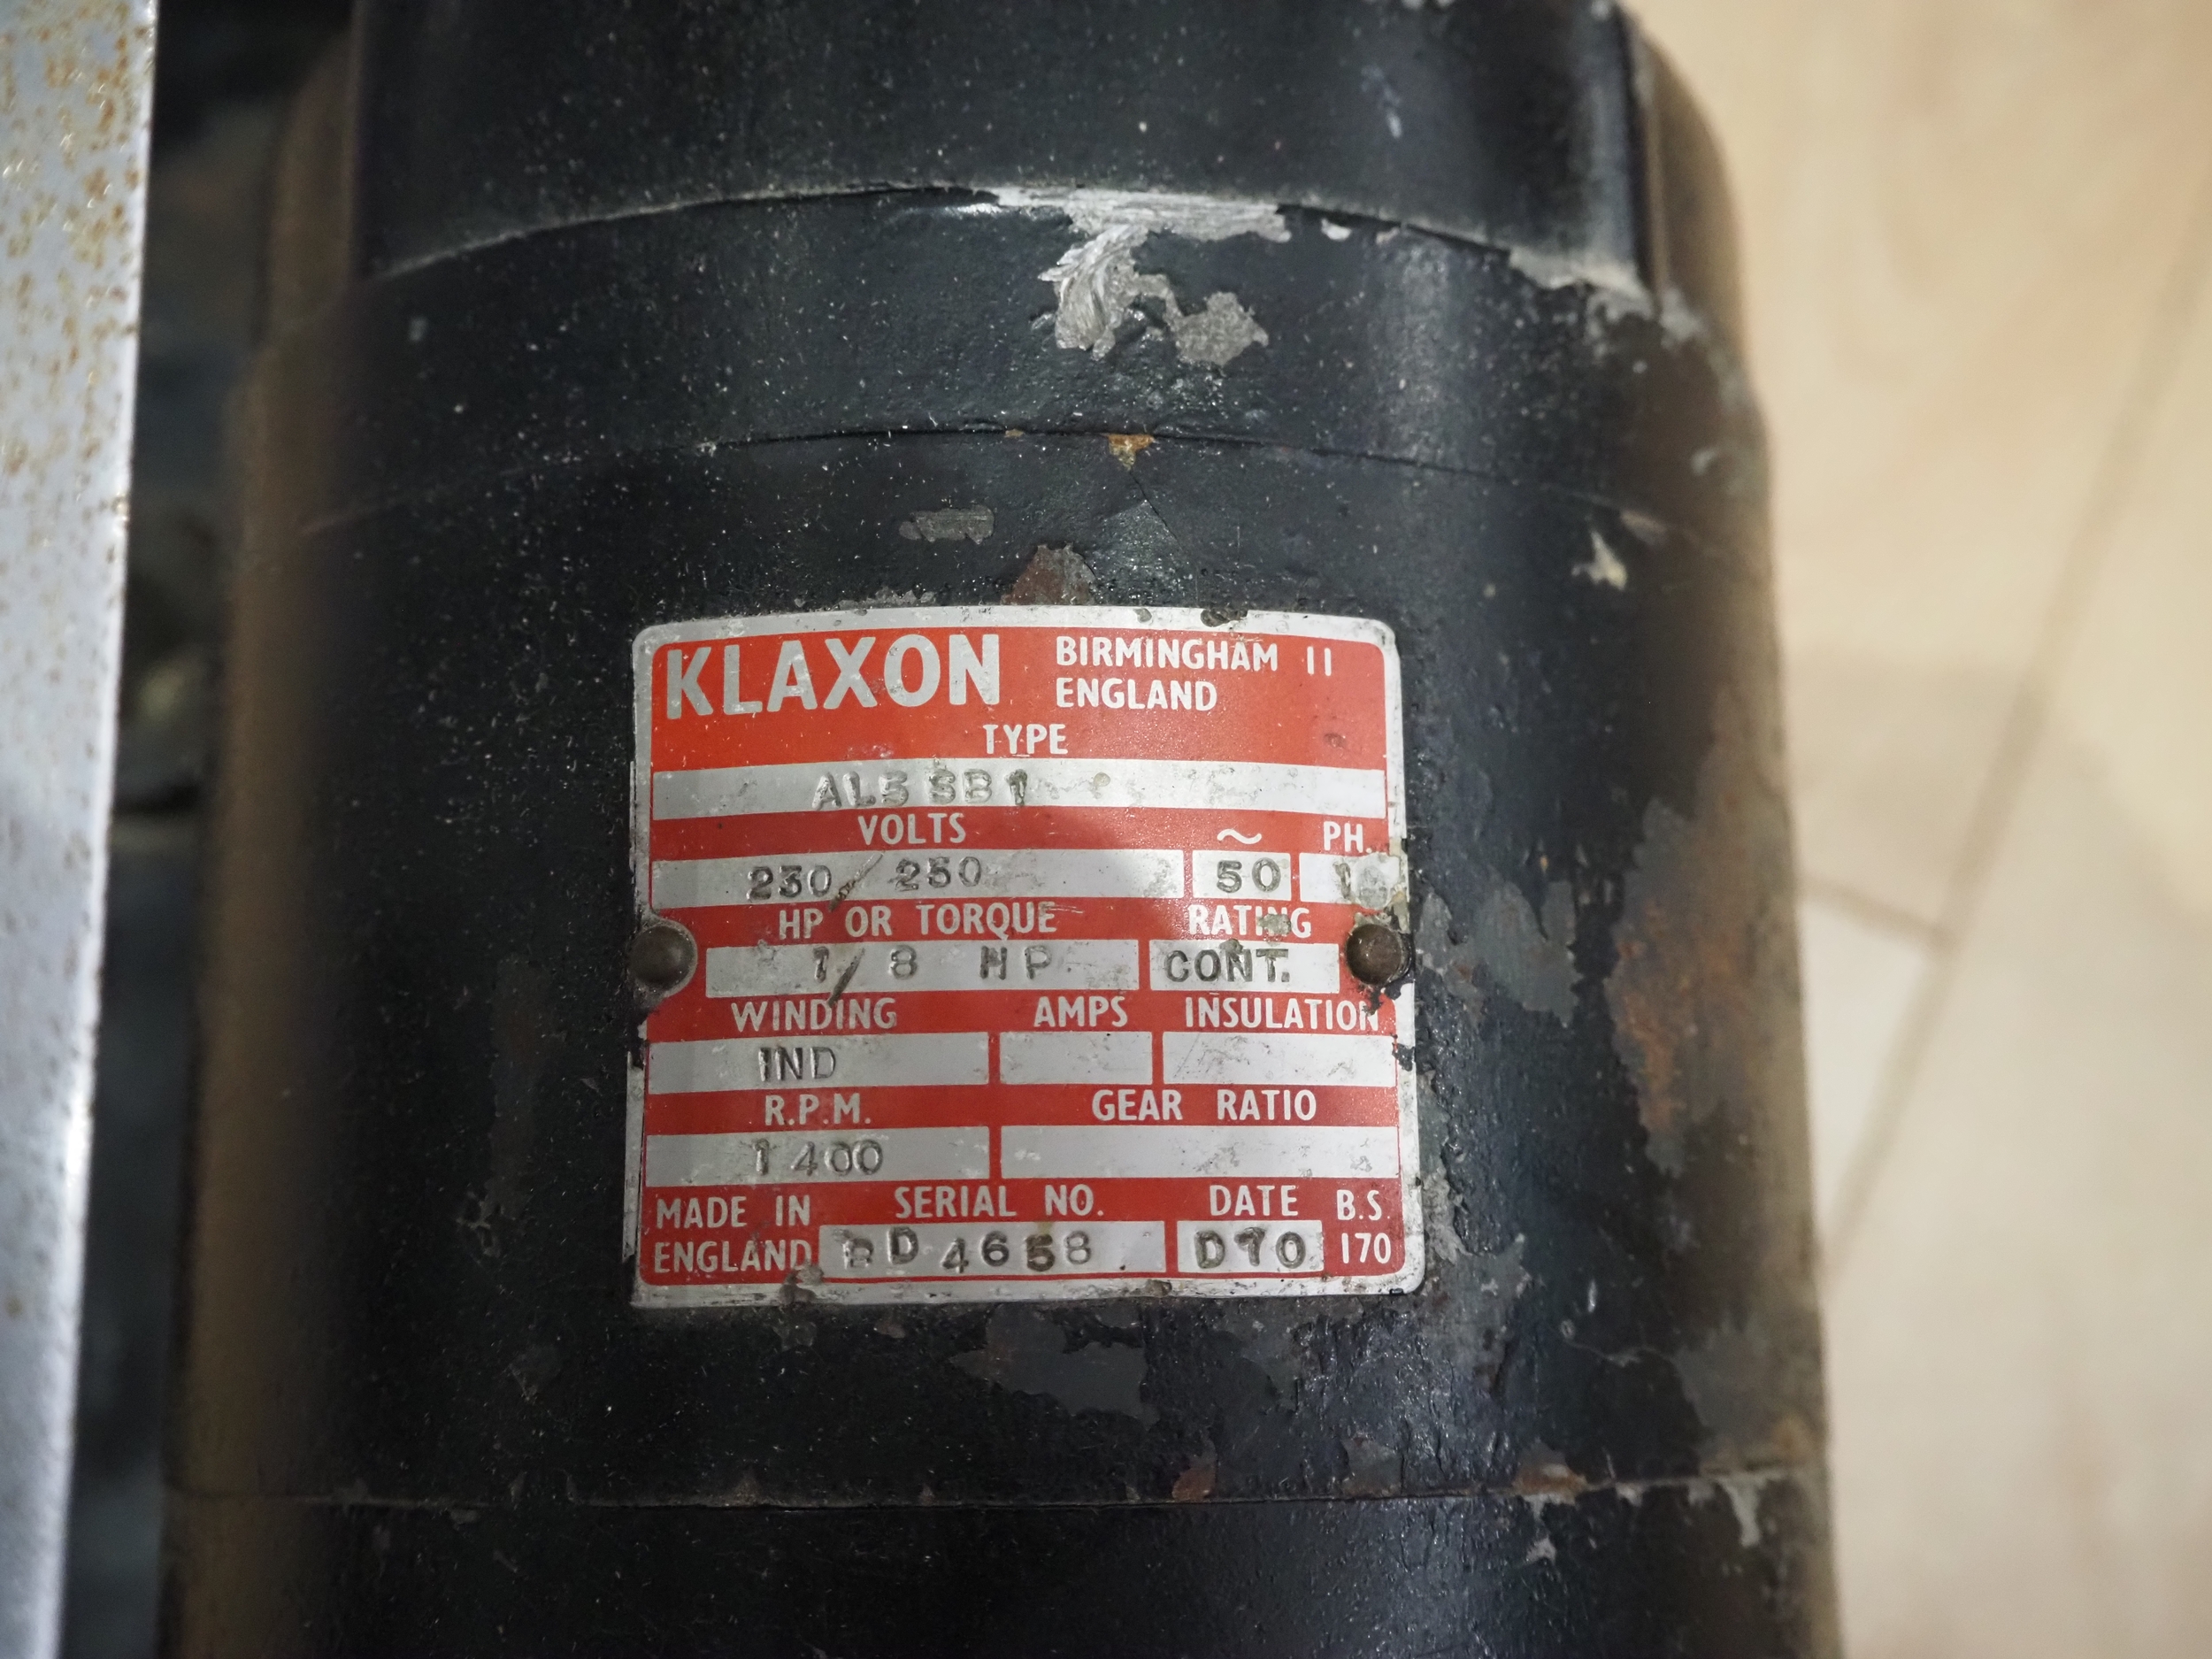 KLAXON BIRMINGHAM 11
ENGLAND
TYPE
AL5 SB1
VOLTS ~ PH.
230/250 50 1
HP OR TORQUE RATING
1/8 HP CONT.
WINDING AMPS INSULATION
IND
R.P.M. GEAR RATIO
1400
MADE IN SERIAL NO. DATE B.S.
ENGLAND 4658 D70 170